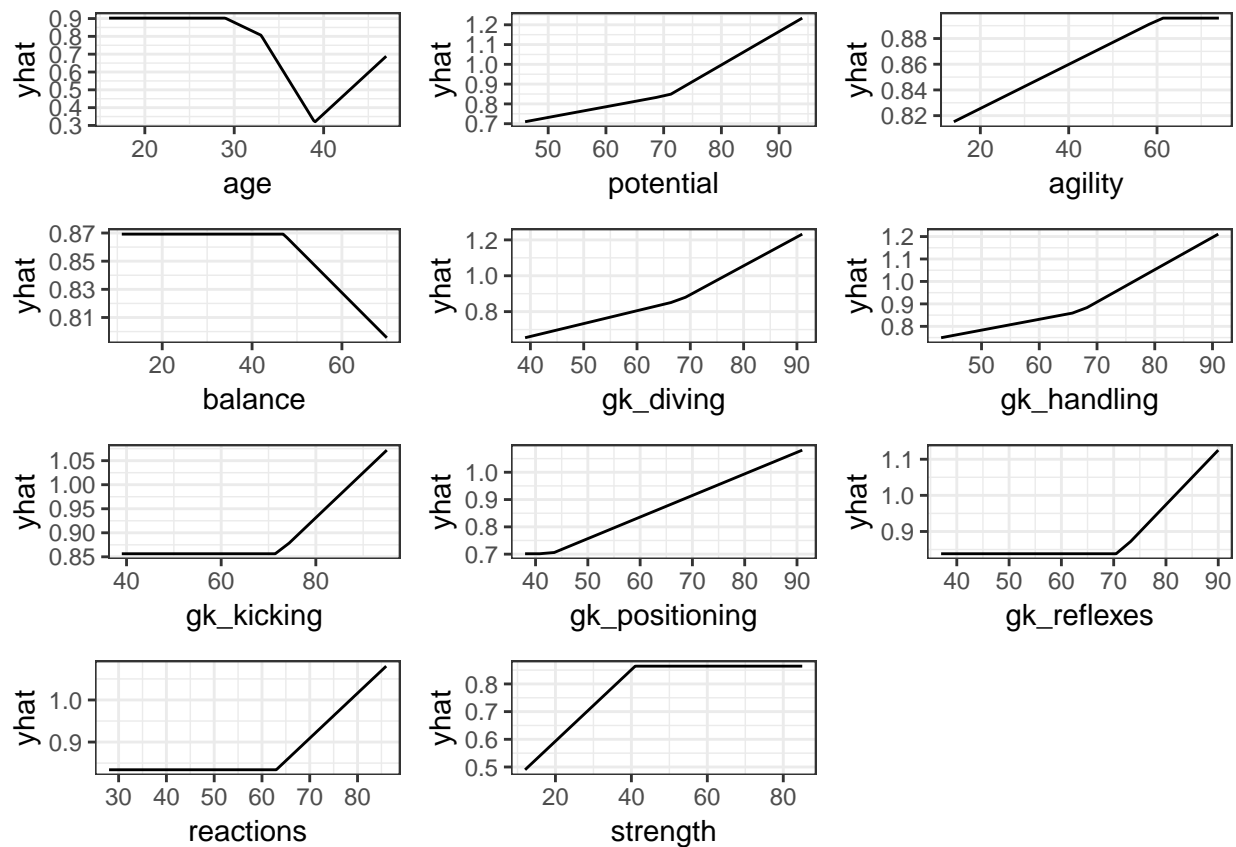 yhat
0.9
0.8
0.7
0.6
0.5
0.4
0.3
20 30 40
age
yhat
1.2
1.1
1.0
0.9
0.8
0.7
50 60 70 80 90
potential
yhat
0.88
0.86
0.84
0.82
20 40 60
agility
yhat
0.87
0.85
0.83
0.81
20 40 60
balance
yhat
1.2
1.0
0.8
40 50 60 70 80 90
gk_diving
yhat
1.2
1.1
1.0
0.9
0.8
50 60 70 80 90
gk_handling
yhat
1.05
1.00
0.95
0.90
0.85
40 60 80
gk_kicking
yhat
1.0
0.9
0.8
0.7
40 50 60 70 80 90
gk_positioning
yhat
1.1
1.0
0.9
40 50 60 70 80 90
gk_reflexes
yhat
1.0
0.9
30 40 50 60 70 80
reactions
yhat
0.8
0.7
0.6
0.5
20 40 60 80
strength